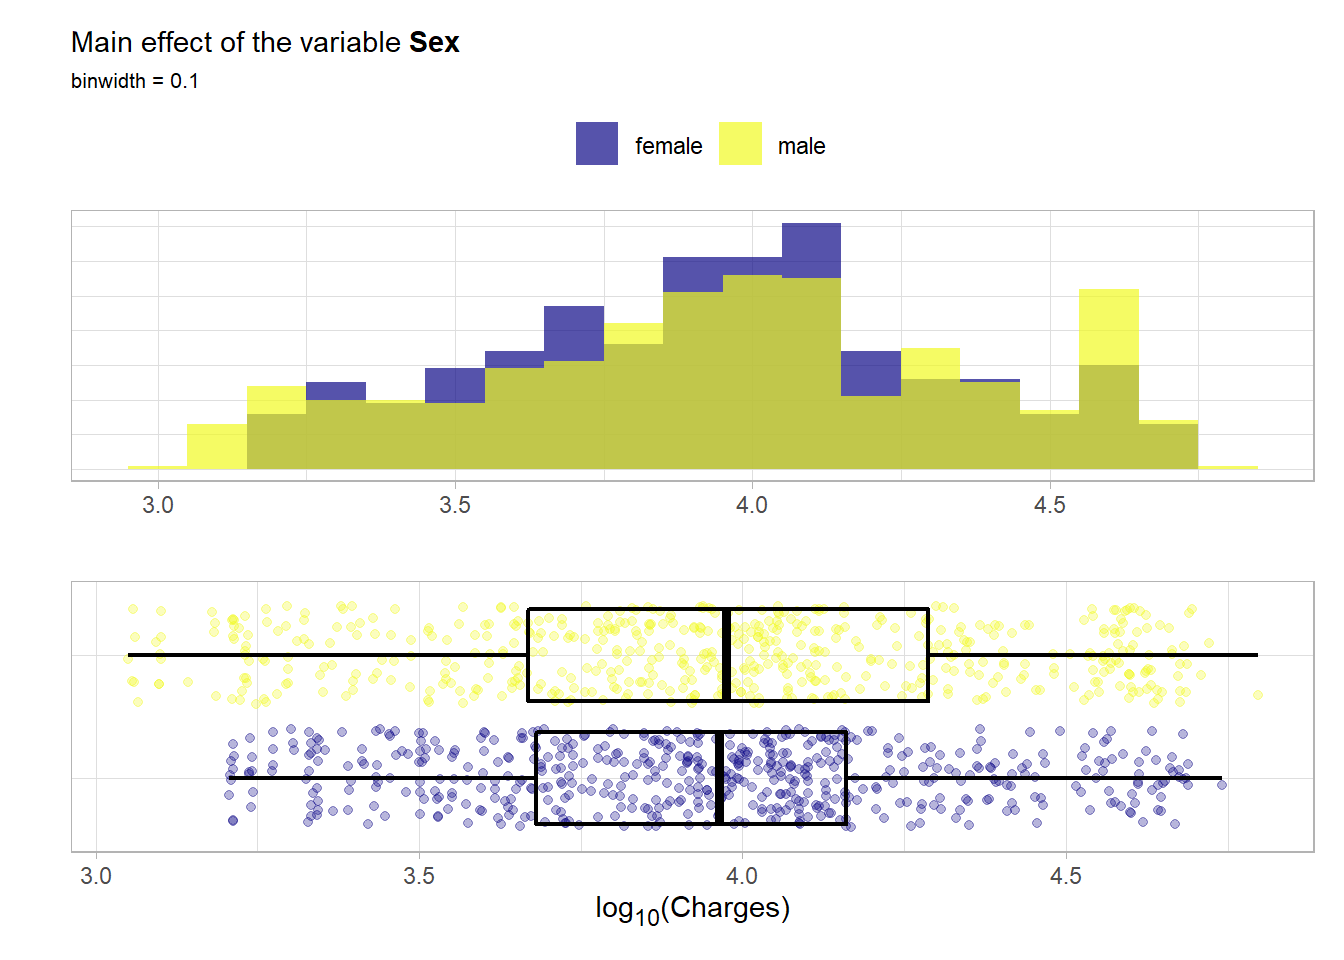 Main effect of the variable Sex
binwidth = 0.1
female male
3.0 3.5 4.0 4.5
3.0 3.5 4.0 4.5
log10(Charges)